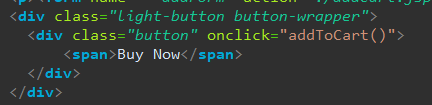 <div class="light-button button-wrapper">
<div class="button" onclick="addToCart()">
<span>Buy Now</span>
</div>
</div>